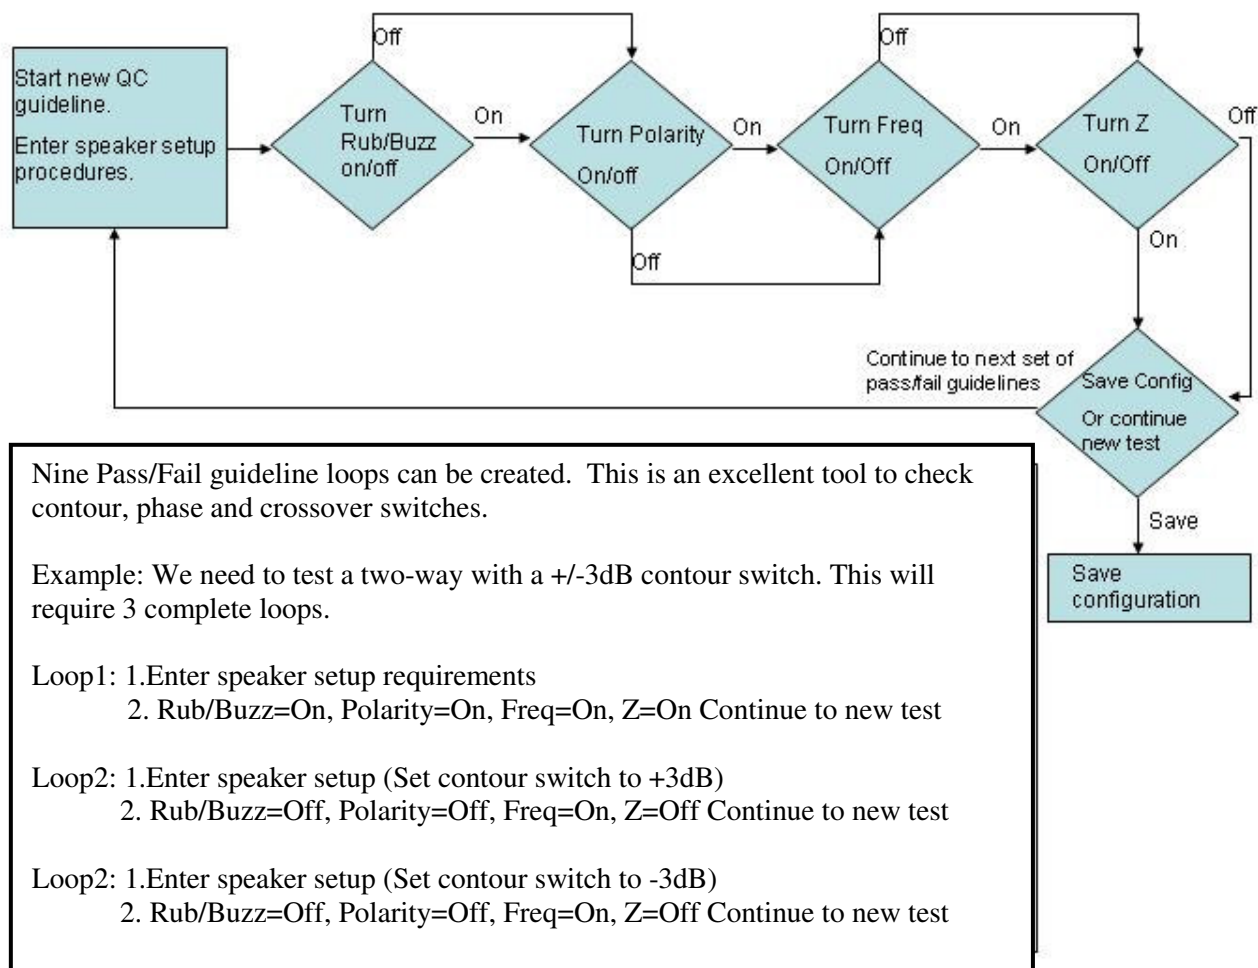 Off
Off
Start new QC
guideline.
Enter speaker setup
procedures.
Turn
Rub/Buzz
on/off
On
Turn Polarity
On/off
On
Turn Freq
On/Off
On
Turn Z
On/Off
Off
Off
On
Continue to next set of
pass/fail guidelines
Save Config
Or continue
new test
Save
Save
configuration
Nine Pass/Fail guideline loops can be created. This is an excellent tool to check
contour, phase and crossover switches.
Example: We need to test a two-way with a +/-3dB contour switch. This will
require 3 complete loops.
Loop1: 1.Enter speaker setup requirements
2. Rub/Buzz=On, Polarity=On, Freq=On, Z=On Continue to new test
Loop2: 1.Enter speaker setup (Set contour switch to +3dB)
2. Rub/Buzz=Off, Polarity=Off, Freq=On, Z=Off Continue to new test
Loop2: 1.Enter speaker setup (Set contour switch to -3dB)
2. Rub/Buzz=Off, Polarity=Off, Freq=On, Z=Off Continue to new test